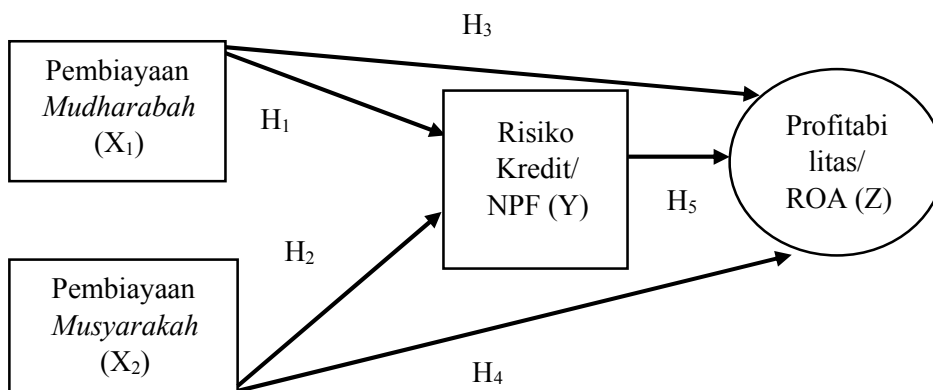 H₃
Pembiayaan
Mudharabah
(X₁)
H₁
Risiko
Kredit/
NPF (Y)
Profitabi
litas/
ROA (Z)
H₅
H₂
Pembiayaan
Musyarakah
(X₂)
H₄